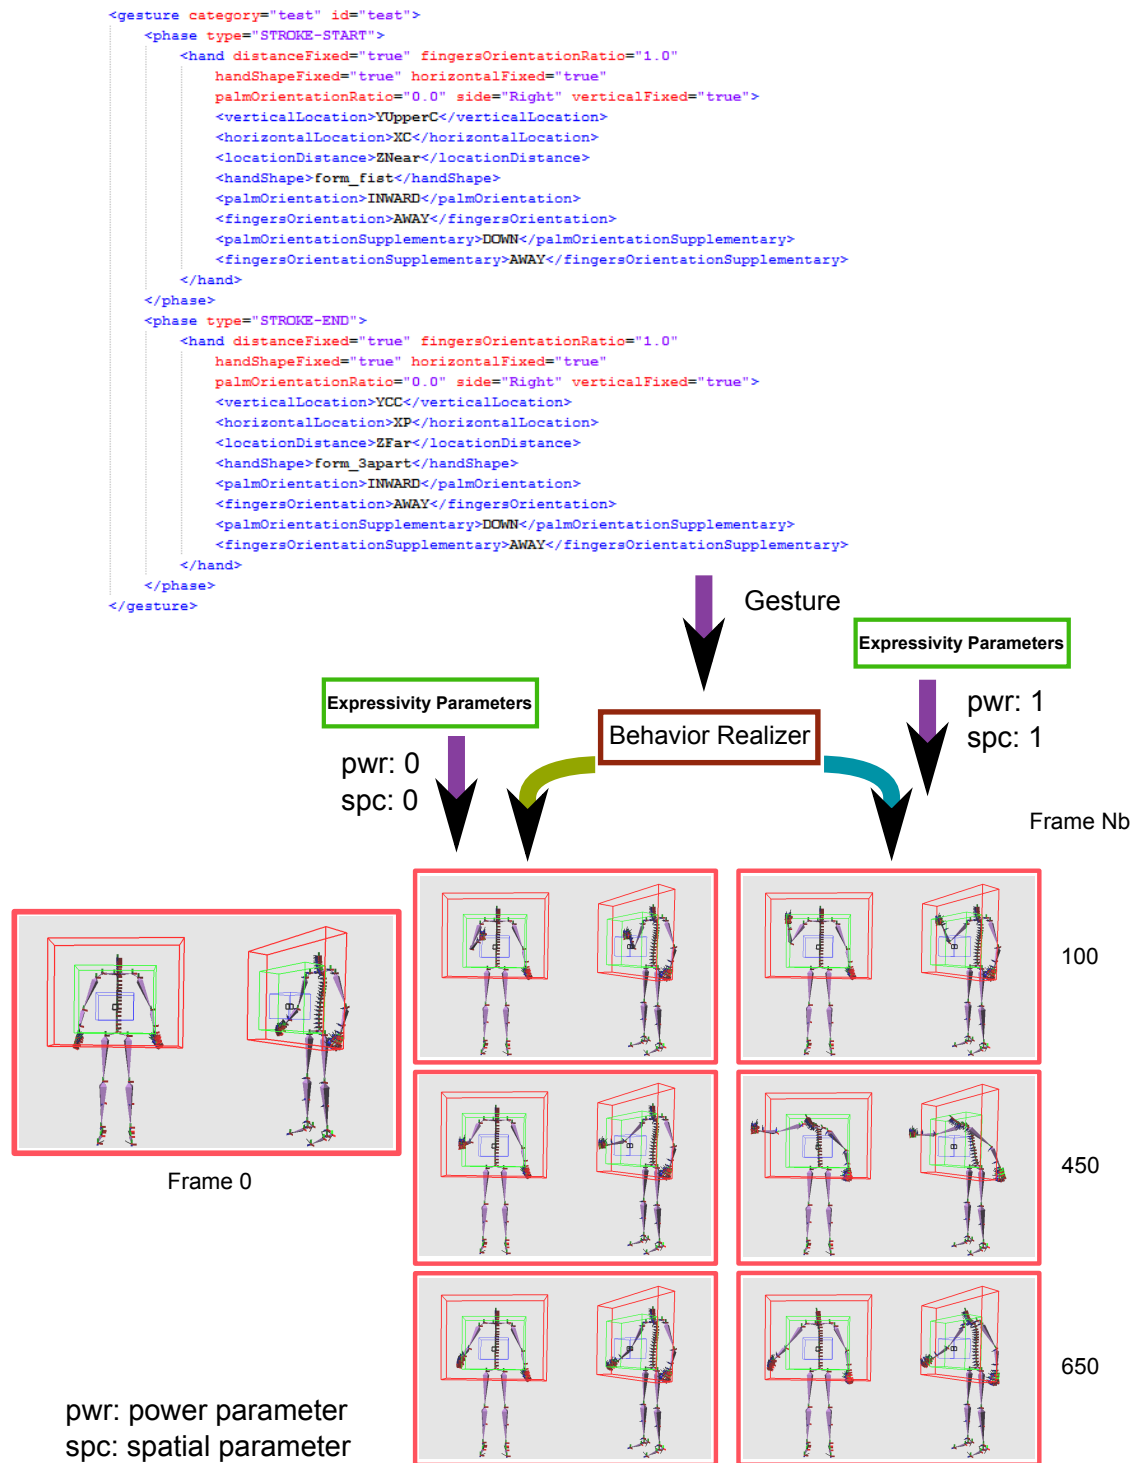 <gesture category="test" id="test">
<phase type="STROKE-START">
<hand distanceFixed="true" fingersOrientationRatio="1.0"
handShapeFixed="true" horizontalFixed="true"
palmOrientationRatio="0.0" side="Right" verticalFixed="true">
<verticalLocation>YUpperC</verticalLocation>
<horizontalLocation>XC</horizontalLocation>
<locationDistance>ZNear</locationDistance>
<handShape>form_fist</handShape>
<palmOrientation>INWARD</palmOrientation>
<fingersOrientation>AWAY</fingersOrientation>
<palmOrientationSupplementary>DOWN</palmOrientationSupplementary>
<fingersOrientationSupplementary>AWAY</fingersOrientationSupplementary>
</hand>
</phase>
<phase type="STROKE-END">
<hand distanceFixed="true" fingersOrientationRatio="1.0"
handShapeFixed="true" horizontalFixed="true"
palmOrientationRatio="0.0" side="Right" verticalFixed="true">
<verticalLocation>YCC</verticalLocation>
<horizontalLocation>XP</horizontalLocation>
<locationDistance>ZFar</locationDistance>
<handShape>form_3apart</handShape>
<palmOrientation>INWARD</palmOrientation>
<fingersOrientation>AWAY</fingersOrientation>
<palmOrientationSupplementary>DOWN</palmOrientationSupplementary>
<fingersOrientationSupplementary>AWAY</fingersOrientationSupplementary>
</hand>
</phase>
</gesture>
Gesture
Expressivity Parameters
pwr: 1
spc: 1
Expressivity Parameters
pwr: 0
spc: 0
Behavior Realizer
Frame Nb
100
Frame 0
450
650
pwr: power parameter
spc: spatial parameter